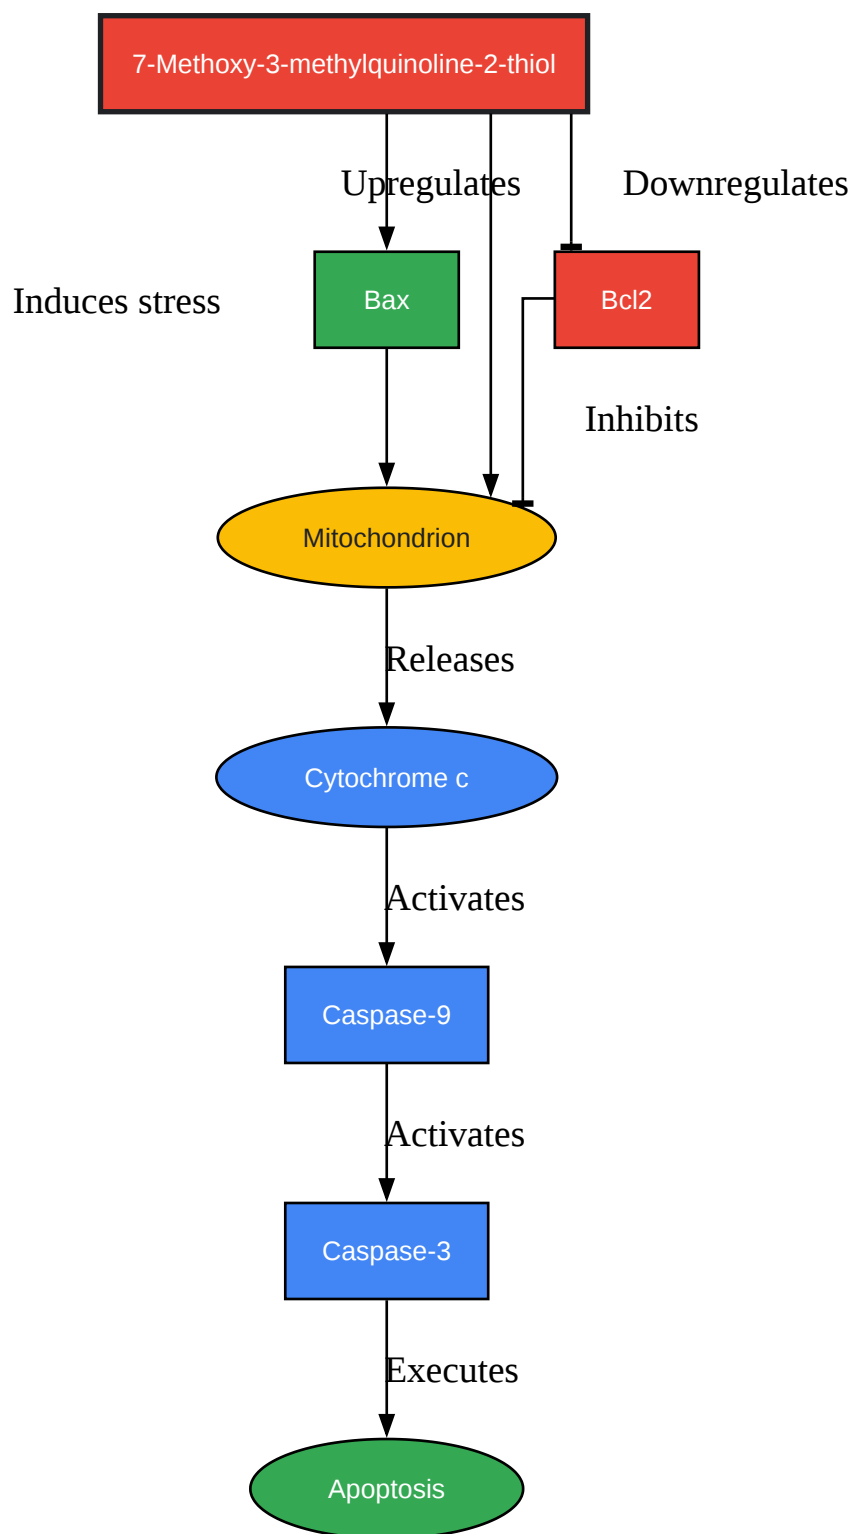 7-Methoxy-3-methylquinoline-2-thiol
Upregulates
Downregulates
Induces stress
Bax
Bcl2
Inhibits
Mitochondrion
Releases
Cytochrome c
Activates
Caspase-9
Activates
Caspase-3
Executes
Apoptosis